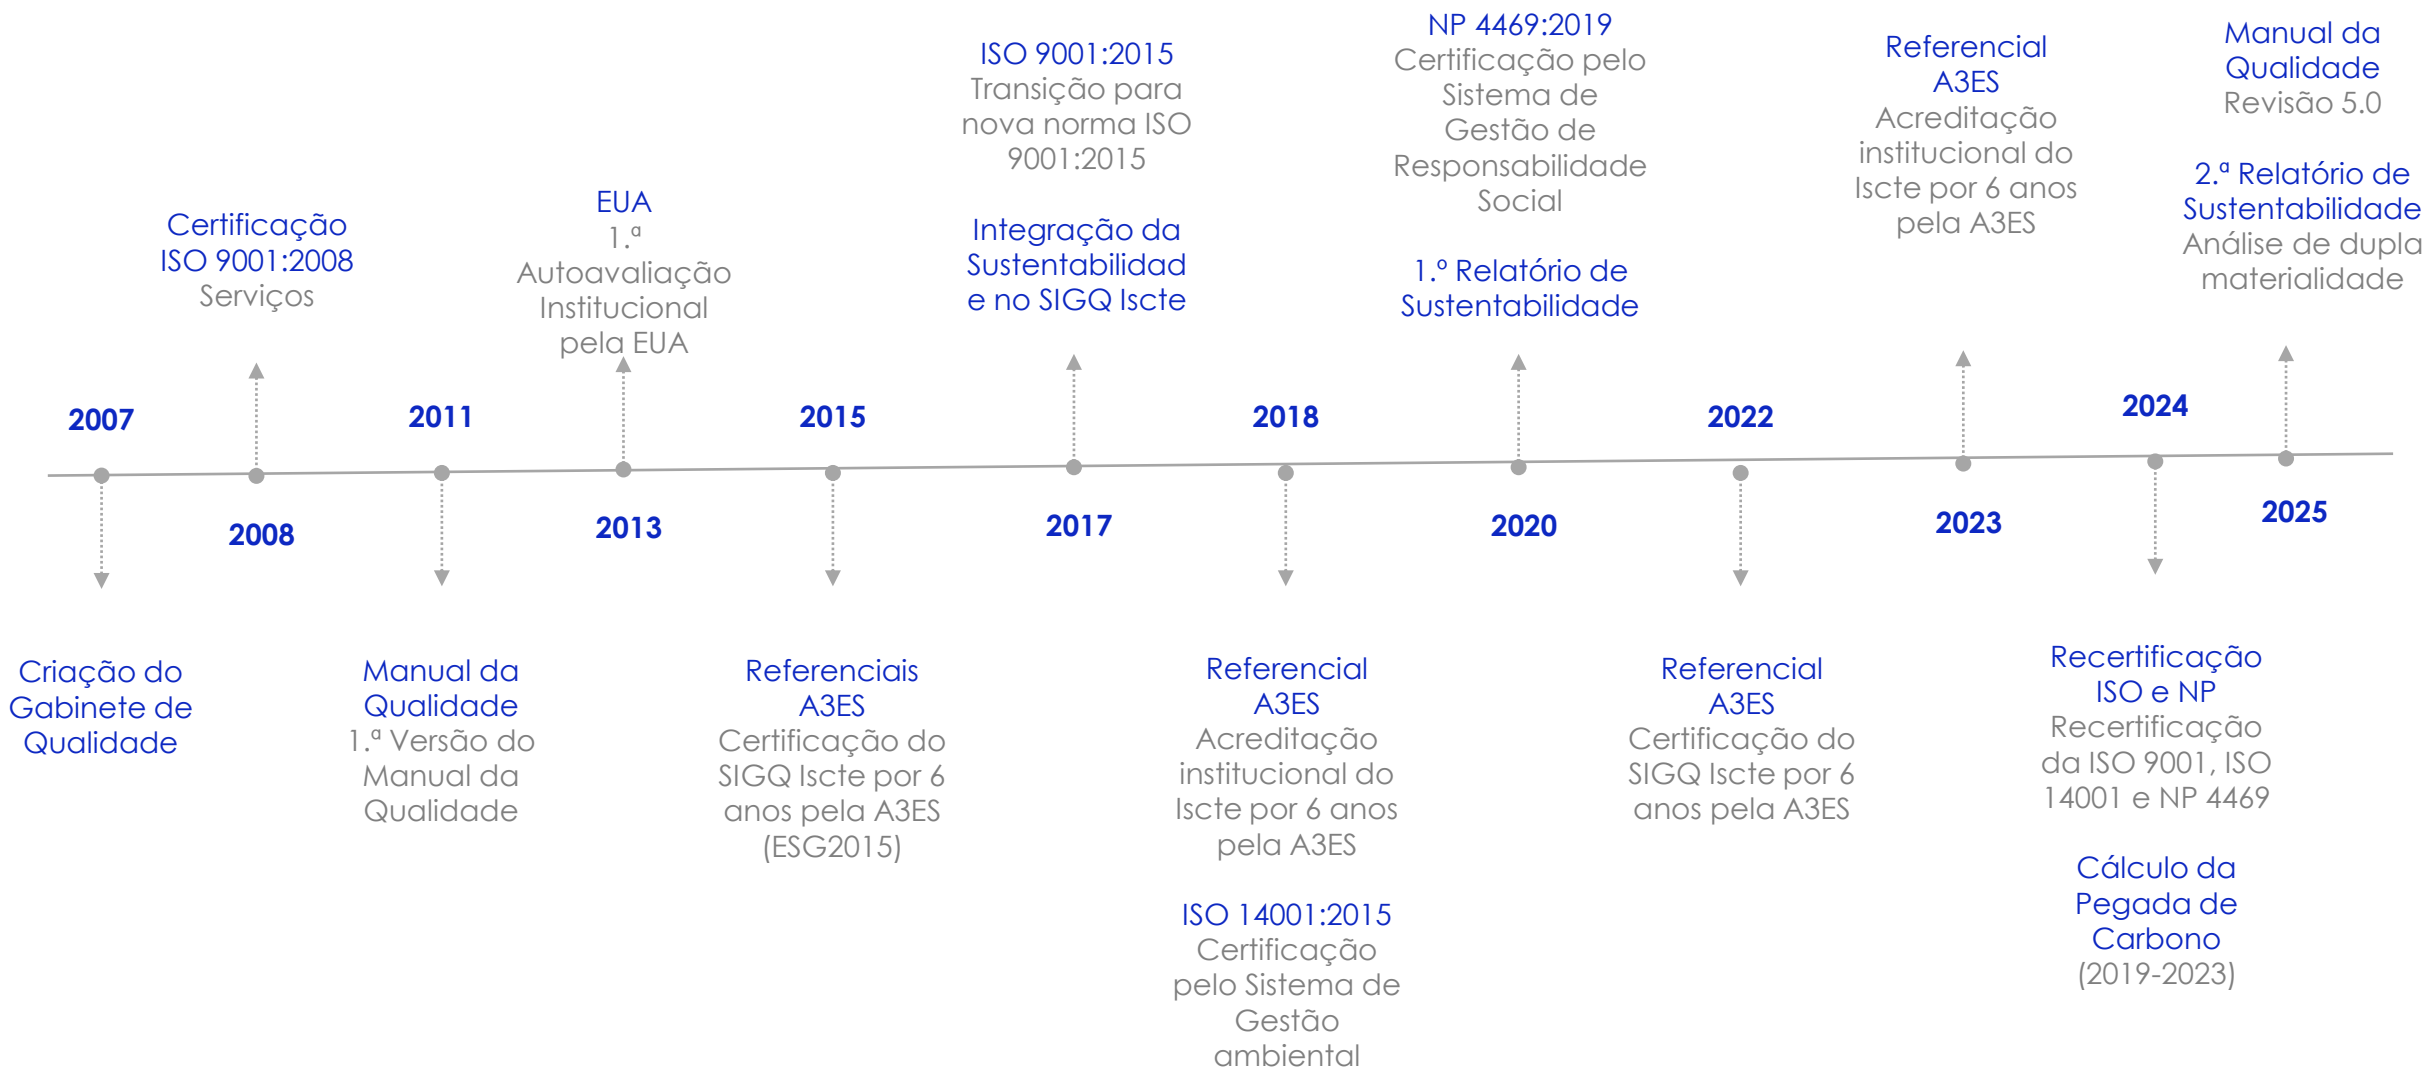 2007
Criação do
Gabinete de
Qualidade
Certificação
ISO 9001:2008
Serviços
2008
2011
Manual da
Qualidade
1.ª Versão do
Manual da
Qualidade
EUA
1.ª
Autoavaliação
Institucional
pela EUA
2013
2015
Referenciais
A3ES
Certificação do
SIGQ Iscte por 6
anos pela A3ES
(ESG2015)
ISO 9001:2015
Transição para
nova norma ISO
9001:2015
Integração da
Sustentabilidad
e no SIGQ Iscte
2017
2018
Referencial
A3ES
Acreditação
institucional do
Iscte por 6 anos
pela A3ES
ISO 14001:2015
Certificação
pelo Sistema de
Gestão
ambiental
NP 4469:2019
Certificação pelo
Sistema de
Gestão de
Responsabilidade
Social
1.º Relatório de
Sustentabilidade
2020
2022
Referencial
A3ES
Certificação do
SIGQ Iscte por 6
anos pela A3ES
Referencial
A3ES
Acreditação
institucional do
Iscte por 6 anos
pela A3ES
2023
2024
Recertificação
ISO e NP
Recertificação
da ISO 9001, ISO
14001 e NP 4469
Cálculo da
Pegada de
Carbono
(2019-2023)
Manual da
Qualidade
Revisão 5.0
2.ª Relatório de
Sustentabilidade
Análise de dupla
materialidade
2025